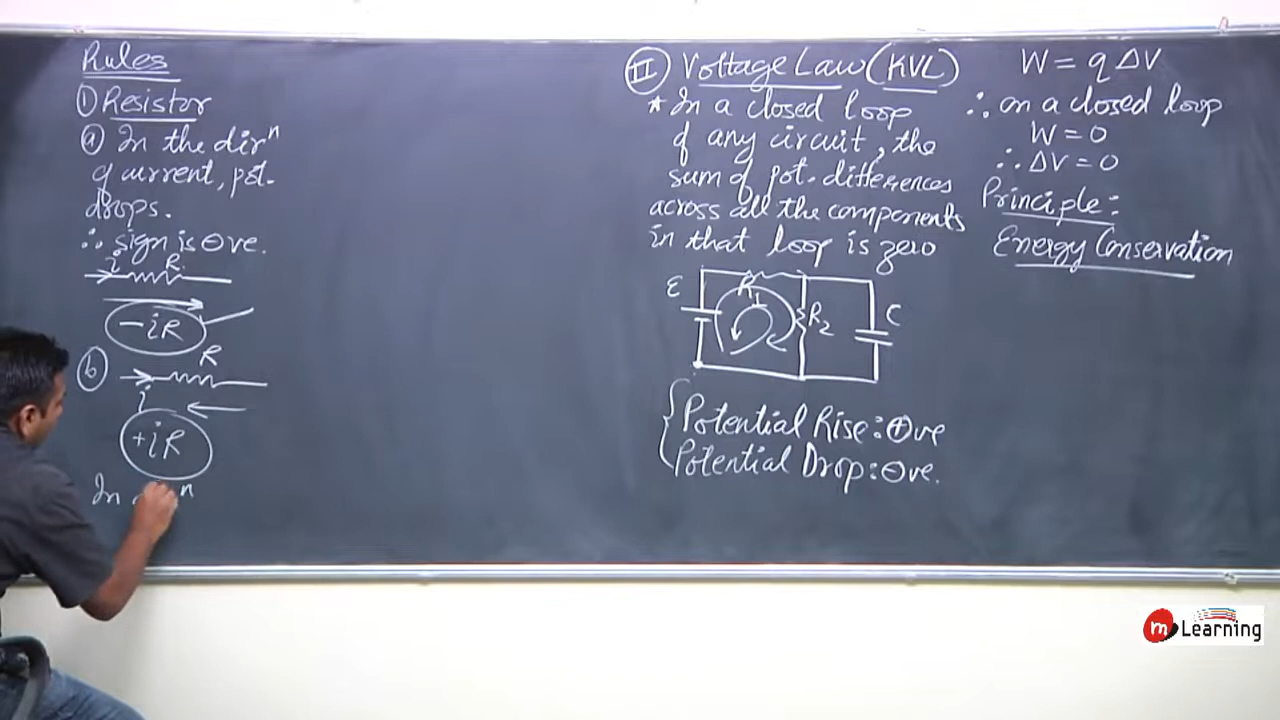 Rules
① Resistor
ⓐ In the dirⁿ
of current, pot.
drops.
∴ sign is ⊖ve.
i R
-iR
ⓑ R
i
+iR
In n
Ⓘ Voltage Law (KVL)
* In a closed loop
of any circuit, the
sum of pot. differences
across all the components
in that loop is zero
ε R I R₂ C
Potential Rise: ⊕ve
Potential Drop: ⊖ve.
W = q ΔV
∴ on a closed loop
W = 0
∴ ΔV = 0
Principle:
Energy Conservation
m Learning